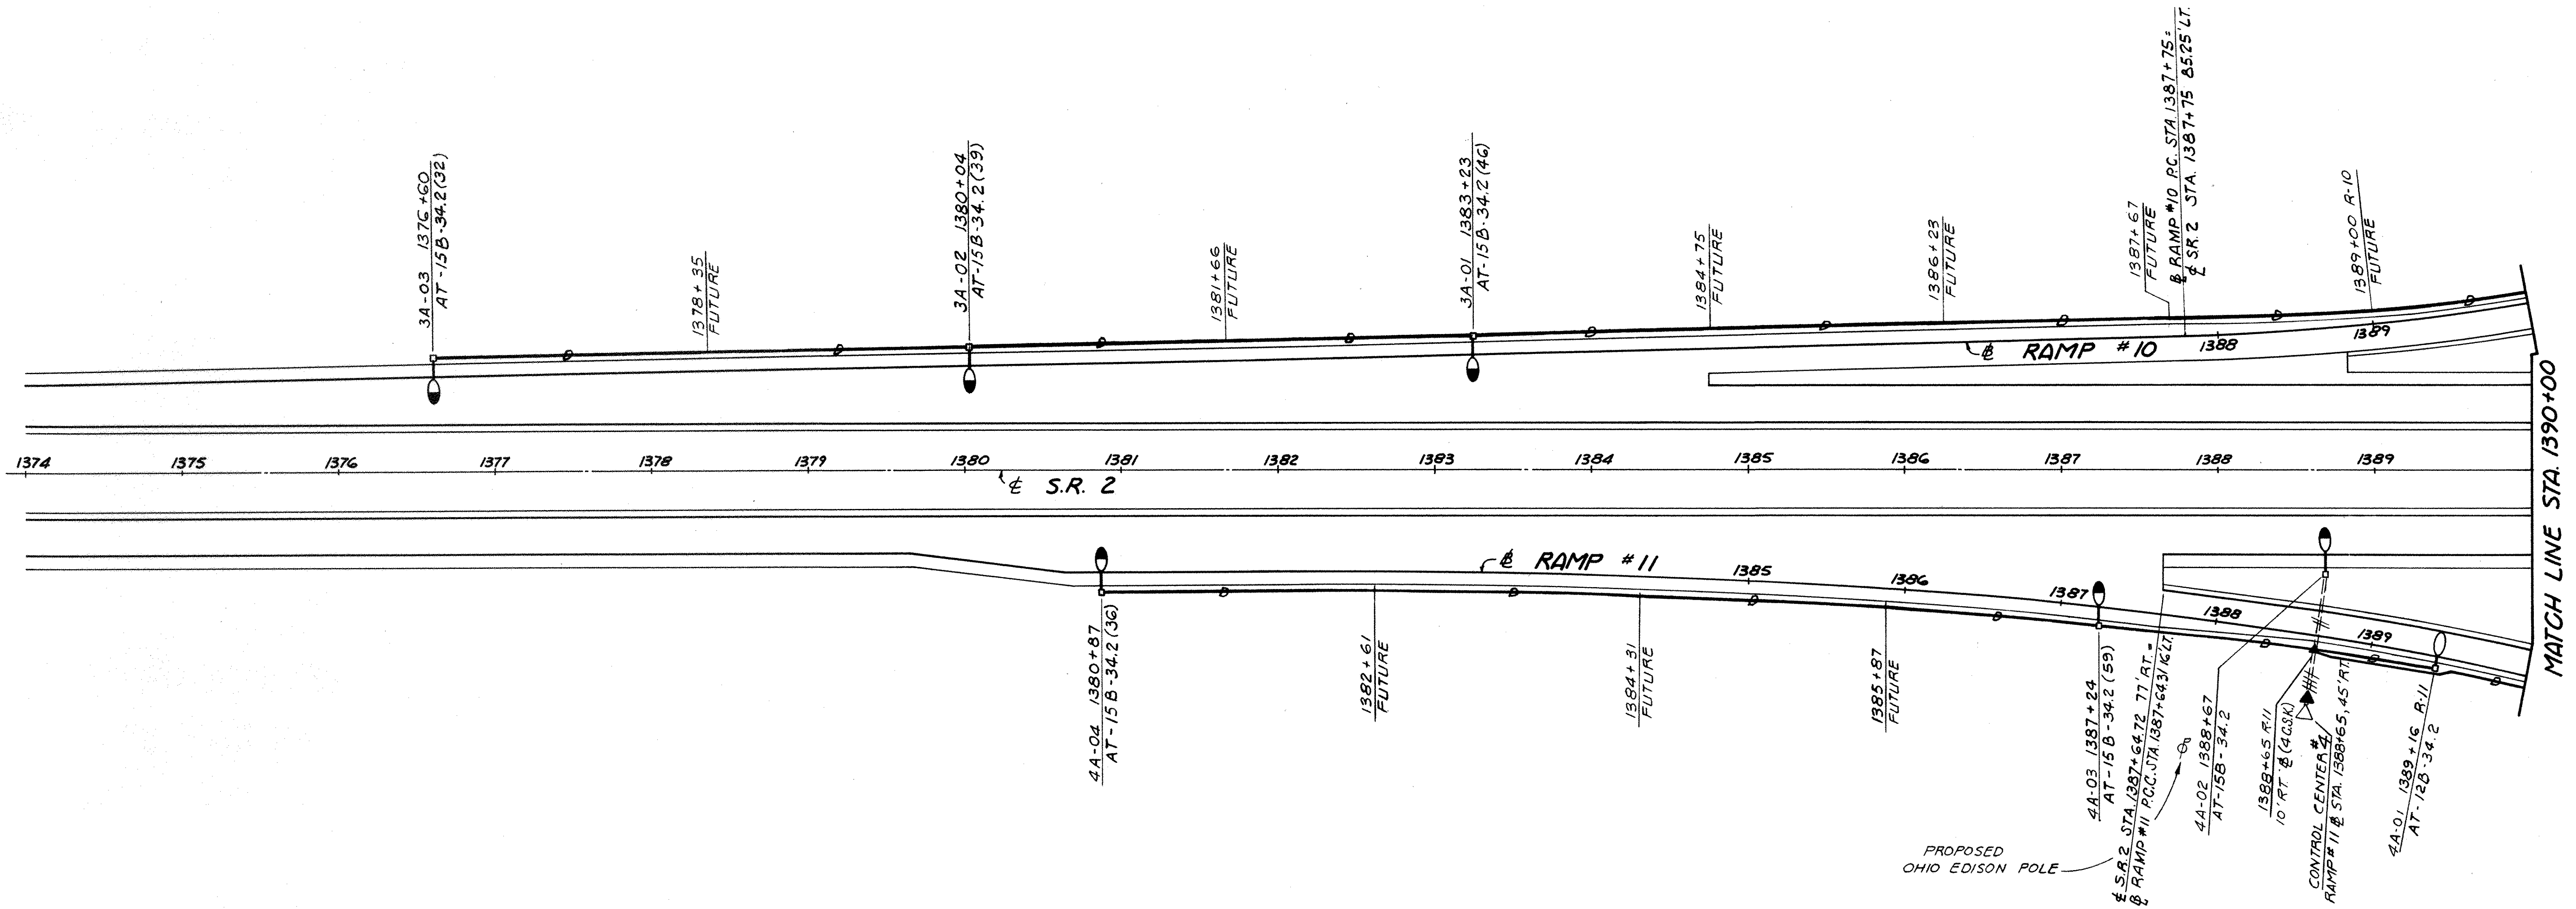 3A-03 1376+60
AT-15B-34.2(32)
1378+35
FUTURE
3A-02 1380+04
AT-15B-34.2(39)
1381+66
FUTURE
3A-01 1383+23
AT-15B-34.2(46)
1384+75
FUTURE
1386+23
FUTURE
1387+67
FUTURE
℄ RAMP #10 P.C. STA. 1387+75=
℄ S.R. 2 STA. 1387+75 85.25' LT.
1389+00 R-10
FUTURE
℄ RAMP #10
1388
1389
1374 1375 1376 1377 1378 1379 1380 1381 1382 1383 1384 1385 1386 1387 1388 1389
℄ S.R. 2
MATCH LINE STA. 1390+00
℄ RAMP #11
1385
1386
1387
1388
1389
4A-04 1380+87
AT-15B-34.2(36)
1382+61
FUTURE
1384+31
FUTURE
1385+87
FUTURE
4A-03 1387+24
AT-15B-34.2(59)
℄ S.R.2 STA. 1387+64.72 77' RT.=
℄ RAMP #11 P.C.C. STA. 1387+64.31 16' LT.
PROPOSED
OHIO EDISON POLE
4A-02 1388+67
AT-15B-34.2
1388+65 R-11
10' RT. ℄ (4C.S.K)
CONTROL CENTER #4
RAMP #11 ℄ STA. 1388+65, 45' RT.
4A-01 1389+16 R-11
AT-12B-34.2